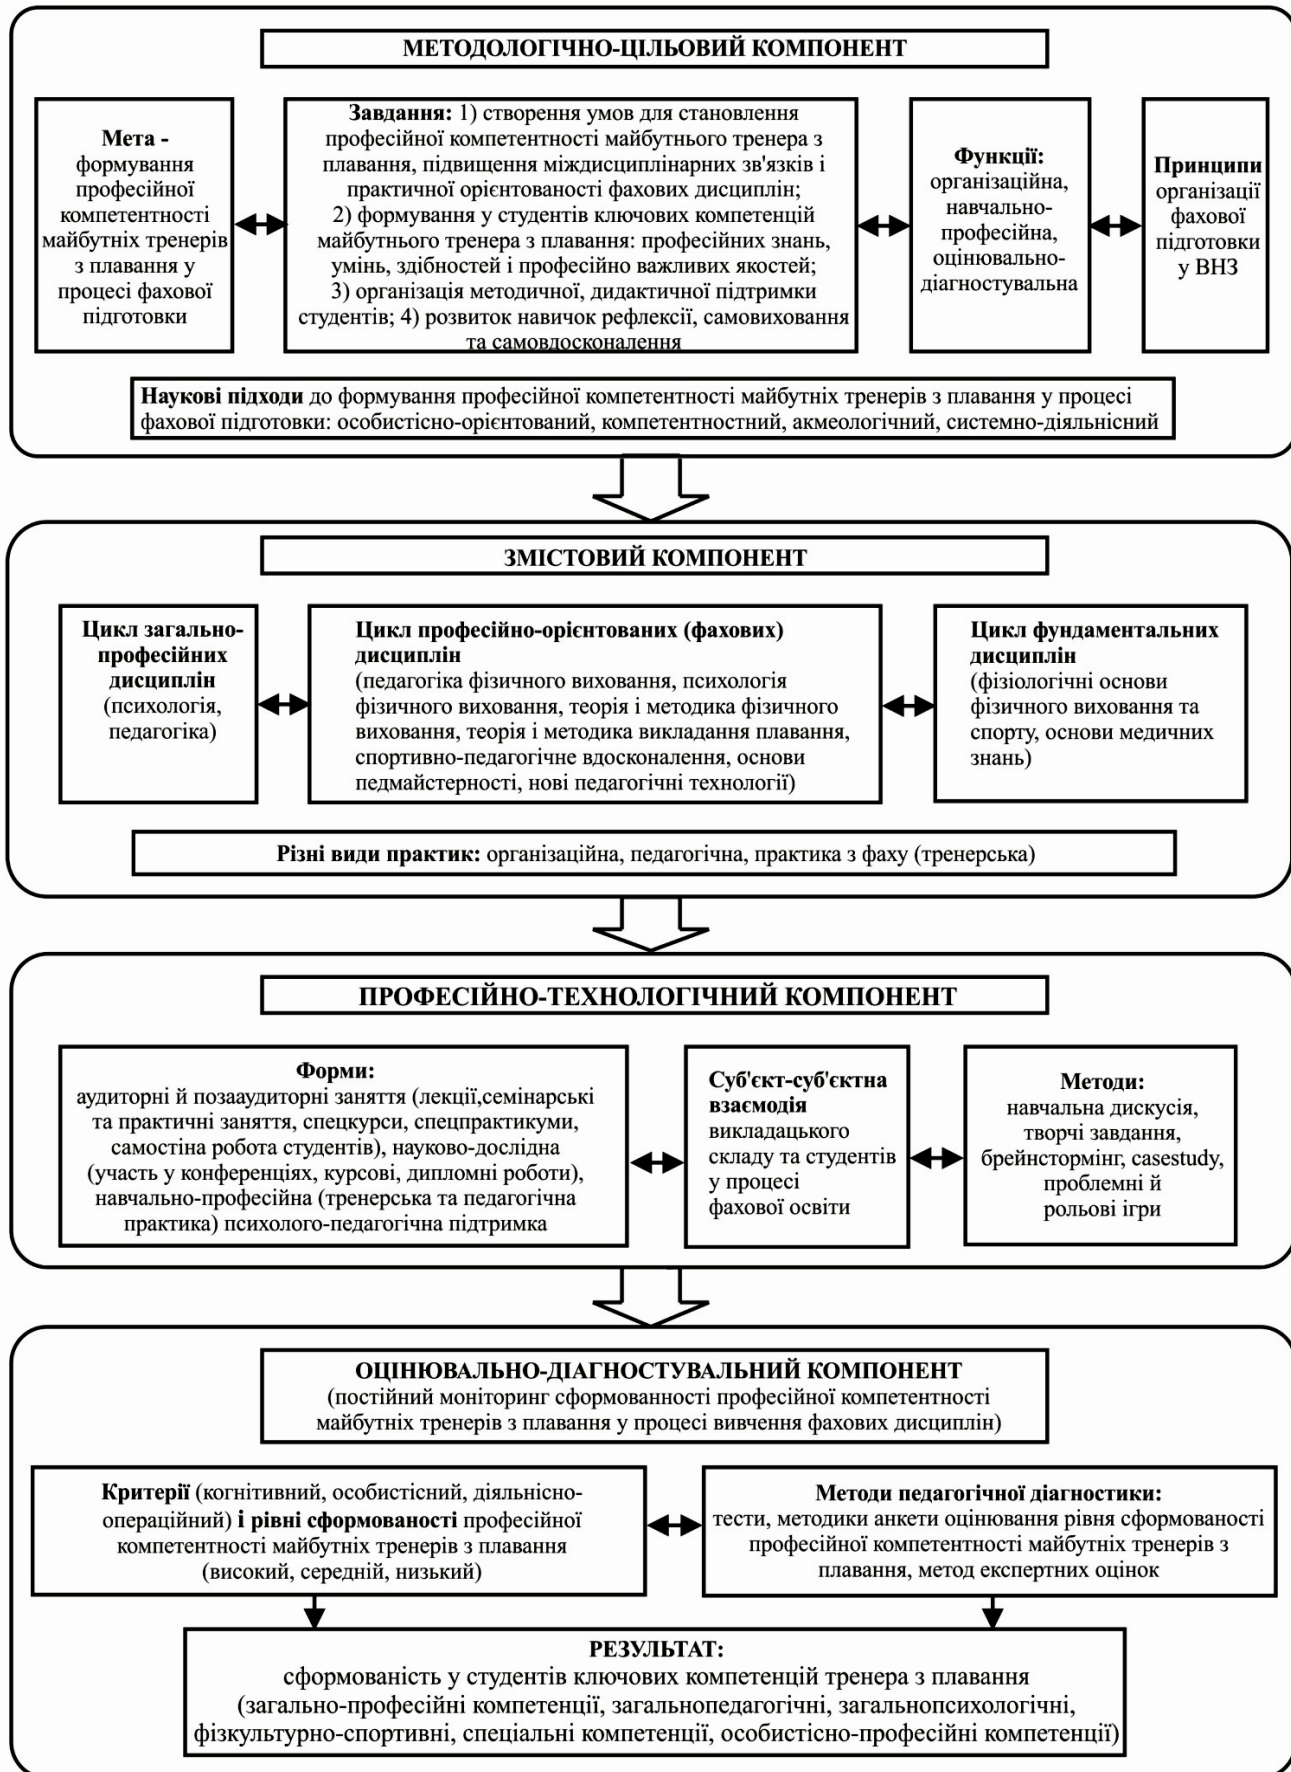 МЕТОДОЛОГІЧНО-ЦІЛЬОВИЙ КОМПОНЕНТ
Мета -
формування
професійної
компетентності
майбутніх тренерів
з плавання у
процесі фахової
підготовки
Завдання: 1) створення умов для становлення
професійної компетентності майбутнього тренера з
плавання, підвищення міждисциплінарних зв'язків і
практичної орієнтованості фахових дисциплін;
2) формування у студентів ключових компетенцій
майбутнього тренера з плавання: професійних знань,
умінь, здібностей і професійно важливих якостей;
3) організація методичної, дидактичної підтримки
студентів; 4) розвиток навичок рефлексії, самовиховання
та самовдосконалення
Функції:
організаційна,
навчально-
професійна,
оцінювально-
діагностувальна
Принципи
організації
фахової
підготовки
у ВНЗ
Наукові підходи до формування професійної компетентності майбутніх тренерів з плавання у процесі
фахової підготовки: особистісно-орієнтований, компетентностний, акмеологічний, системно-діяльнісний
ЗМІСТОВИЙ КОМПОНЕНТ
Цикл загально-
професійних
дисциплін
(психологія,
педагогіка)
Цикл професійно-орієнтованих (фахових)
дисциплін
(педагогіка фізичного виховання, психологія
фізичного виховання, теорія і методика фізичного
виховання, теорія і методика викладання плавання,
спортивно-педагогічне вдосконалення, основи
педмайстерності, нові педагогічні технології)
Цикл фундаментальних
дисциплін
(фізіологічні основи
фізичного виховання та
спорту, основи медичних
знань)
Різні види практик: організаційна, педагогічна, практика з фаху (тренерська)
ПРОФЕСІЙНО-ТЕХНОЛОГІЧНИЙ КОМПОНЕНТ
Форми:
аудиторні й позааудиторні заняття (лекції,семінарські
та практичні заняття, спецкурси, спецпрактикуми,
самостіна робота студентів), науково-дослідна
(участь у конференціях, курсові, дипломні роботи),
навчально-професійна (тренерська та педагогічна
практика) психолого-педагогічна підтримка
Суб'єкт-суб'єктна
взаємодія
викладацького
складу та студентів
у процесі
фахової освіти
Методи:
навчальна дискусія,
творчі завдання,
брейнстормінг, casestudy,
проблемні й
рольові ігри
ОЦІНЮВАЛЬНО-ДІАГНОСТУВАЛЬНИЙ КОМПОНЕНТ
(постійний моніторинг сформованності професійної компетентності
майбутніх тренерів з плавання у процесі вивчення фахових дисциплін)
Критерії (когнітивний, особистісний, діяльнісно-
операційний) і рівні сформованості професійної
компетентності майбутніх тренерів з плавання
(високий, середній, низький)
Методи педагогічної діагностики:
тести, методики анкети оцінювання рівня сформованості
професійної компетентності майбутніх тренерів з
плавання, метод експертних оцінок
РЕЗУЛЬТАТ:
сформованість у студентів ключових компетенцій тренера з плавання
(загально-професійні компетенції, загальнопедагогічні, загальнопсихологічні,
фізкультурно-спортивні, спеціальні компетенції, особистісно-професійні компетенції)